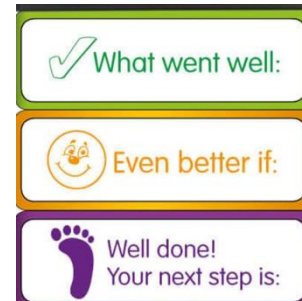 What went well:
Even better if:
Well done!
Your next step is: